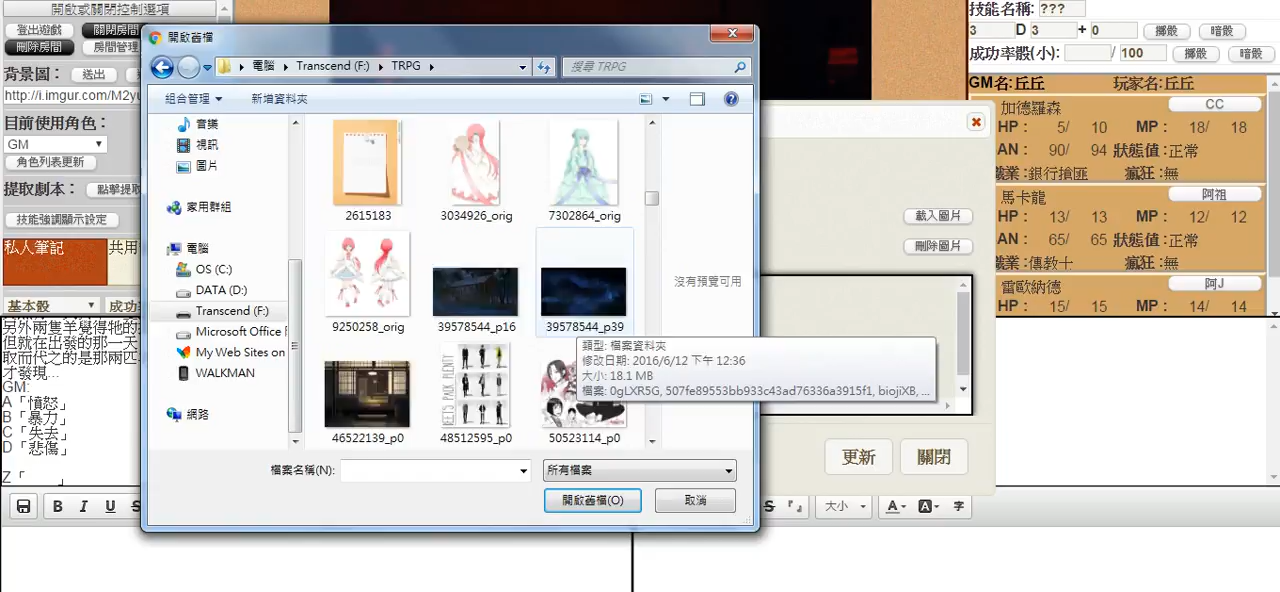 開啟或關閉控制選項
登出遊戲
關閉房間
刪除房間
房間管理
背景圖：
送出
http://i.imgur.com/M2yu
目前使用角色：
GM
角色列表更新
提取劇本：
點擊提取
技能強調顯示設定
私人筆記
共用
基本骰
成功
另外兩隻羊覺得牠的
但就在出發的那一天
取而代之的是那兩匹
才發現...
GM:
A「憤怒」
B「暴力」
C「失去」
D「悲傷」
Z「　　」
B I U S
開啟舊檔
電腦
Transcend (F:)
TRPG
搜尋 TRPG
組合管理
新增資料夾
音樂
視訊
圖片
家用群組
電腦
OS (C:)
DATA (D:)
Transcend (F:)
Microsoft Office
My Web Sites on
WALKMAN
網路
2615183
3034926_orig
7302864_orig
9250258_orig
39578544_p16
39578544_p39
46522139_p0
48512595_p0
50523114_p0
沒有預覽可用
類型: 檔案資料夾
修改日期: 2016/6/12 下午 12:36
大小: 18.1 MB
檔案: 0gLXR5G, 507fe89553bb933c43ad76336a3915f1, biojiXB, ...
檔案名稱(N):
所有檔案
開啟舊檔(O)
取消
載入圖片
刪除圖片
更新
關閉
S 『』 大小 A A 字
技能名稱: ???
3 D 3 + 0 擲骰 暗骰
成功率骰(小): / 100 擲骰 暗骰
GM名:丘丘 玩家名:丘丘
加德羅森 CC
HP： 5/ 10 MP： 18/ 18
AN： 90/ 94 狀態值:正常
職業:銀行搶匪 瘋狂:無
馬卡龍 阿祖
HP： 13/ 13 MP： 12/ 12
AN： 65/ 65 狀態值:正常
職業:傳教士 瘋狂:無
雷歐納德 阿J
HP： 15/ 15 MP： 14/ 14